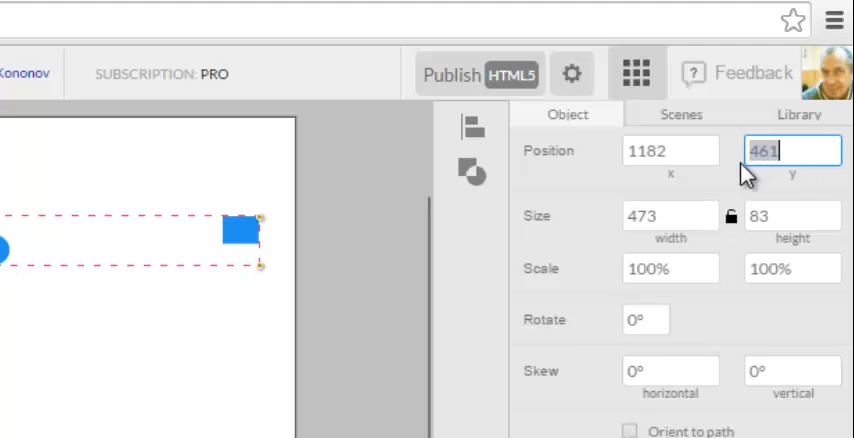 Kononov SUBSCRIPTION: PRO Publish HTML5 ? Feedback
Object Scenes Library
Position 1182 461
x y
Size 473 83
width height
Scale 100% 100%
Rotate 0°
Skew 0° 0°
horizontal vertical
Orient to path